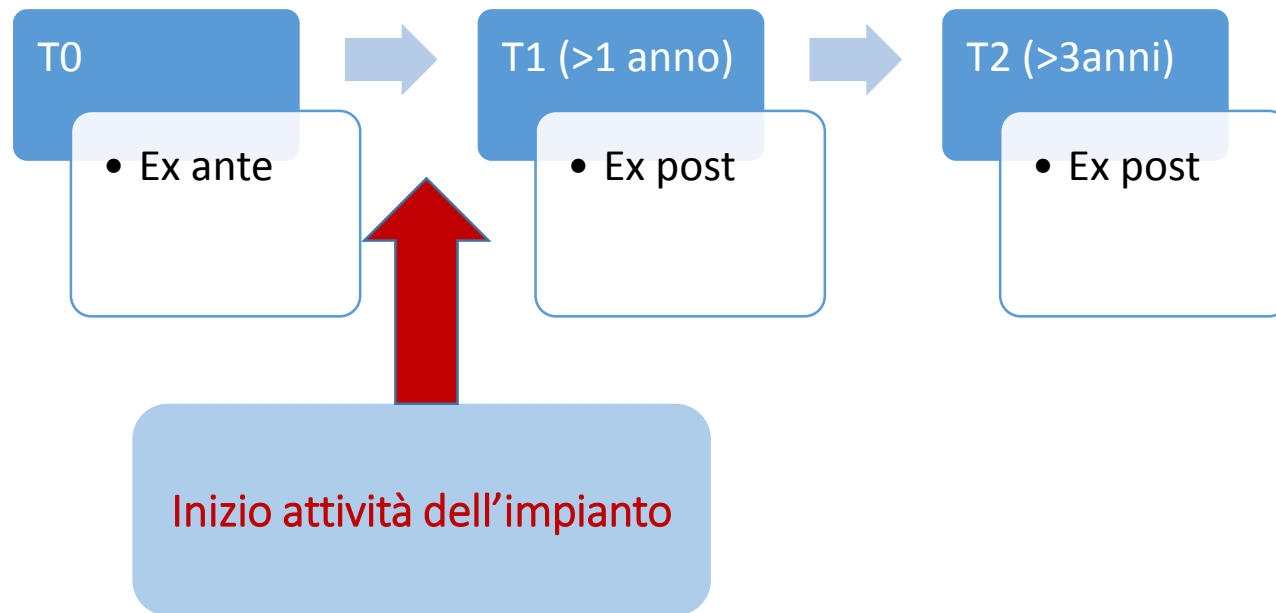 T0
• Ex ante
T1 (>1 anno)
• Ex post
T2 (>3anni)
• Ex post
Inizio attività dell’impianto